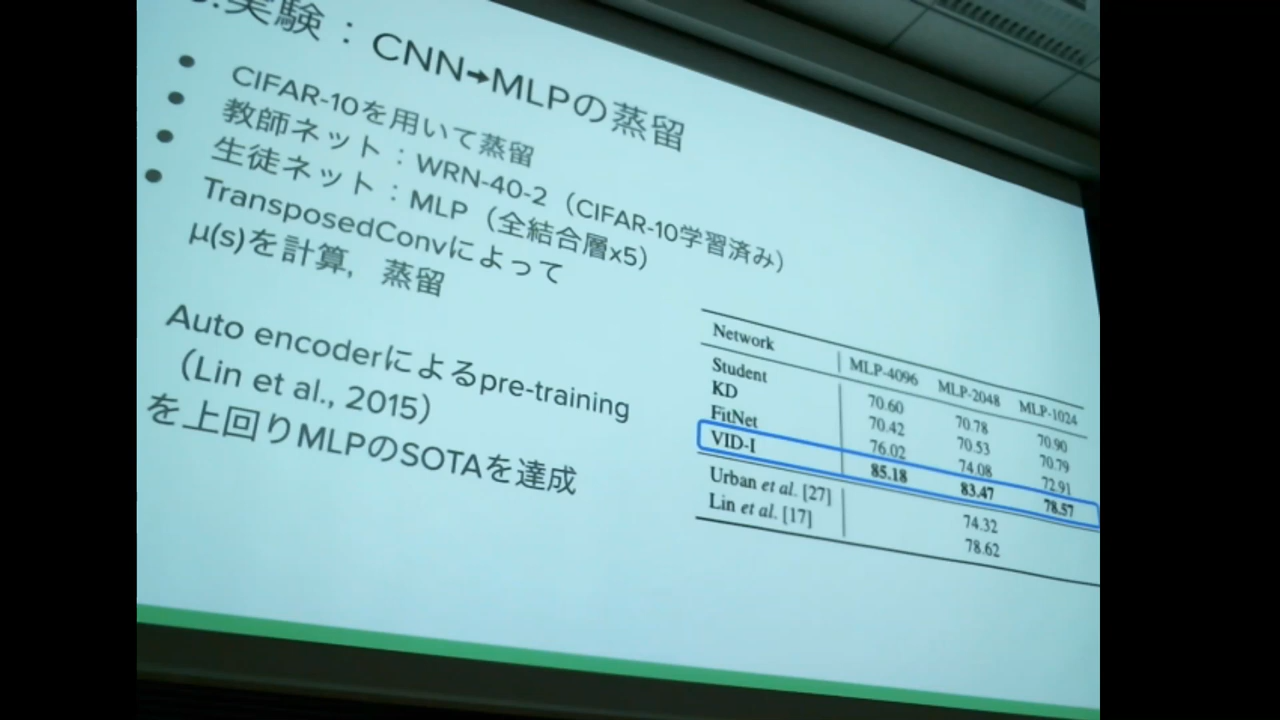 .実験：CNN→MLPの蒸留
● CIFAR-10を用いて蒸留
● 教師ネット：WRN-40-2（CIFAR-10学習済み）
● 生徒ネット：MLP（全結合層x5）
● TransposedConvによって
μ(s)を計算，蒸留
Auto encoderによるpre-training
（Lin et al., 2015）
を上回りMLPのSOTAを達成
Network MLP-4096 MLP-2048 MLP-1024
Student 70.60 70.78 70.90
KD 70.42 70.53 70.79
FitNet 76.02 74.08 72.91
VID-I 85.18 83.47 78.57
Urban et al. [27] 74.32
Lin et al. [17] 78.62